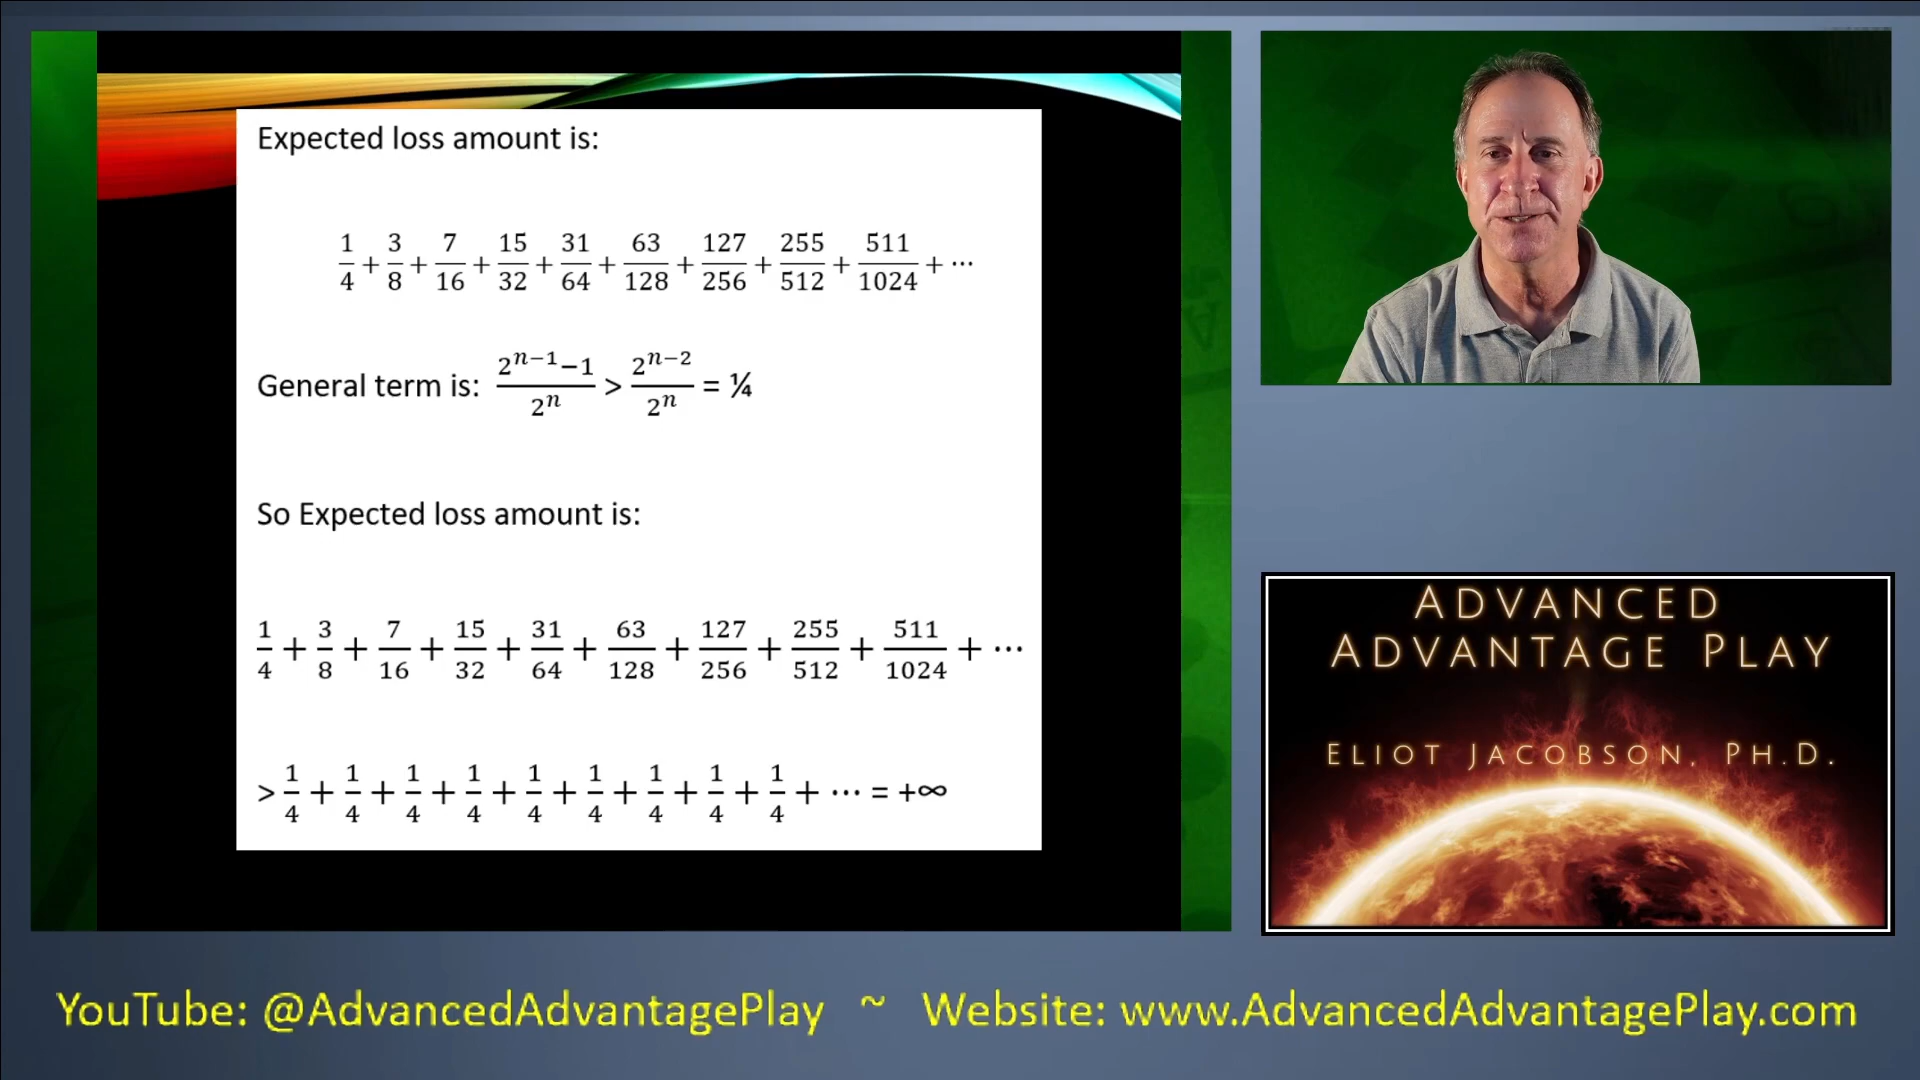 Expected loss amount is:
1/4 + 3/8 + 7/16 + 15/32 + 31/64 + 63/128 + 127/256 + 255/512 + 511/1024 + ⋯
General term is: (2^(n−1)−1)/2^n > 2^(n−2)/2^n = ¼
So Expected loss amount is:
1/4 + 3/8 + 7/16 + 15/32 + 31/64 + 63/128 + 127/256 + 255/512 + 511/1024 + ⋯
> 1/4 + 1/4 + 1/4 + 1/4 + 1/4 + 1/4 + 1/4 + 1/4 + 1/4 + ⋯ = +∞
ADVANCED
ADVANTAGE PLAY
ELIOT JACOBSON, PH.D.
YouTube: @AdvancedAdvantagePlay ~ Website: www.AdvancedAdvantagePlay.com